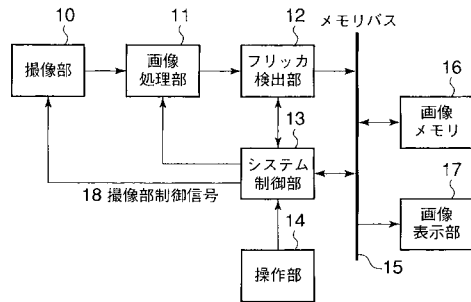 10
撮像部
11
画像
処理部
12
フリッカ
検出部
メモリバス
16
画像
メモリ
13
システム
制御部
17
画像
表示部
18 撮像部制御信号
14
操作部
15